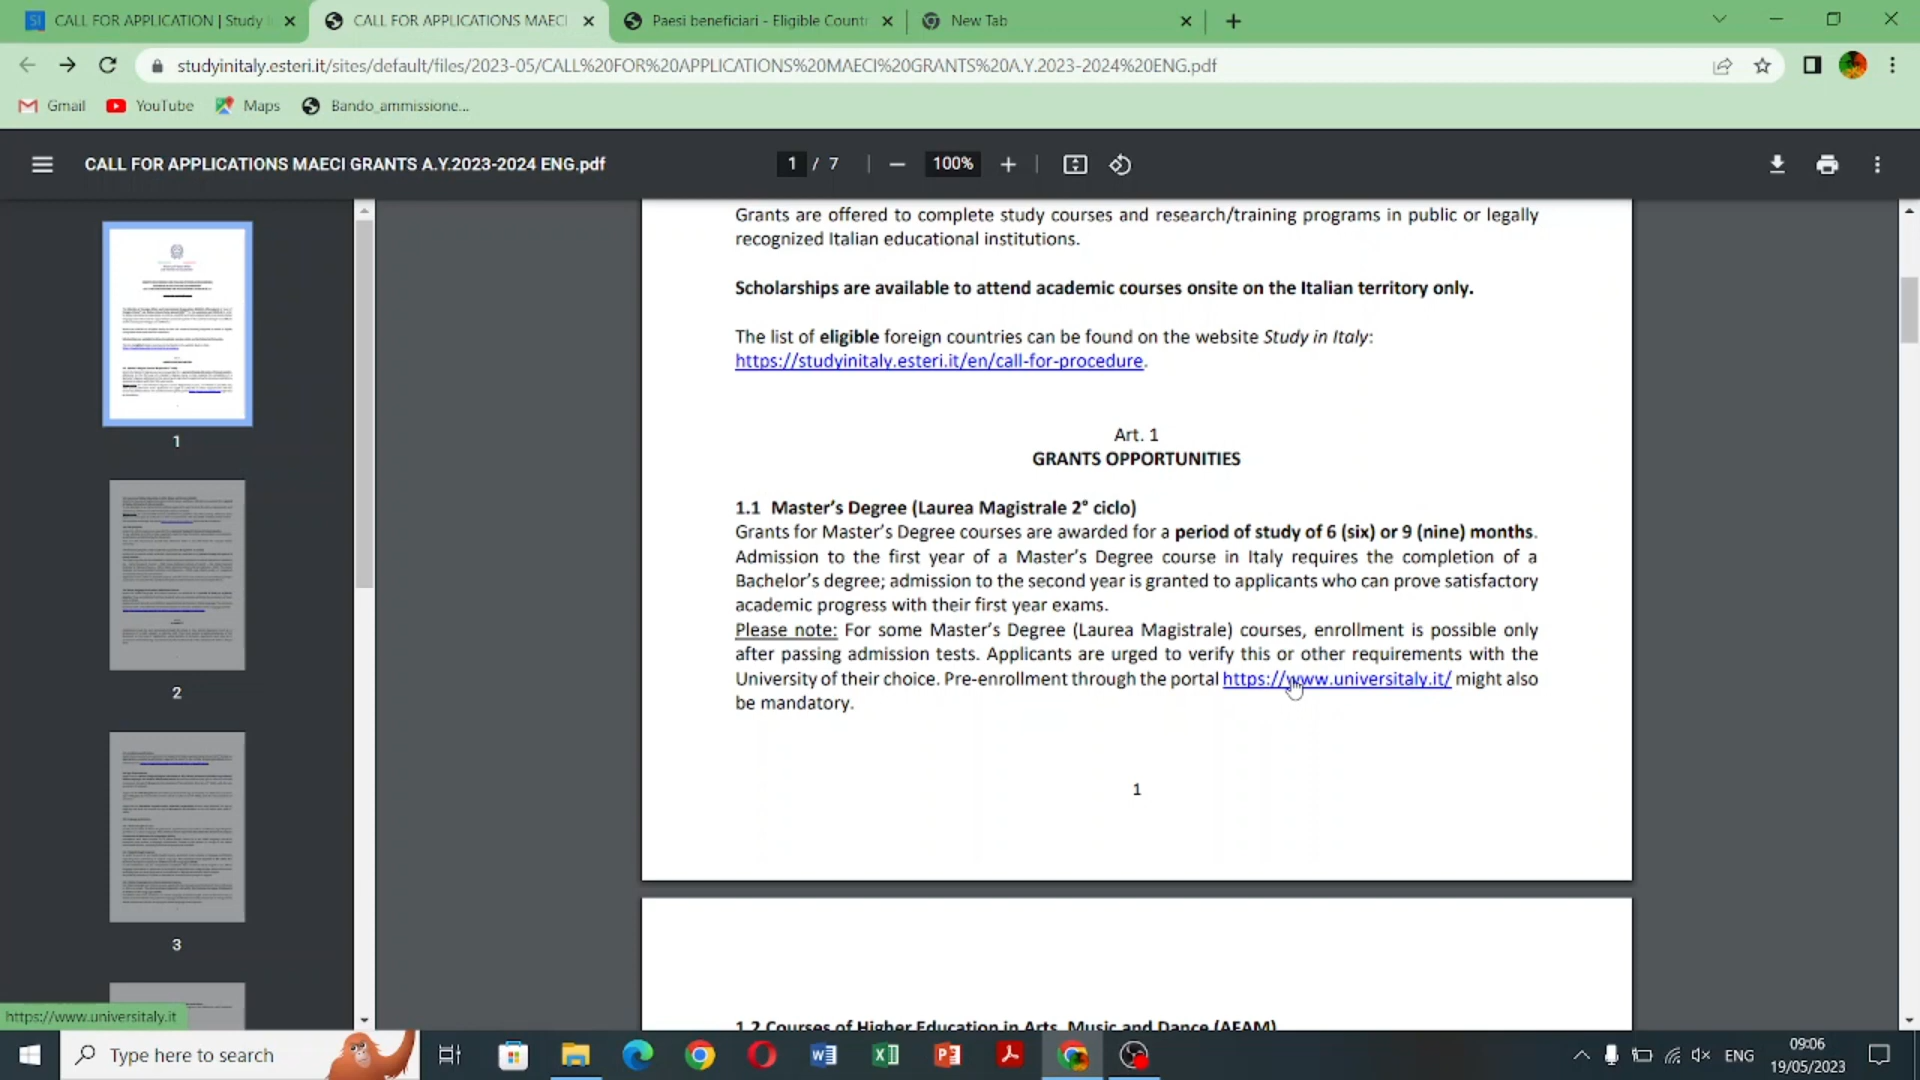 CALL FOR APPLICATION | Study
CALL FOR APPLICATIONS MAECI
Paesi beneficiari - Eligible Countr
New Tab
studyinitaly.esteri.it/sites/default/files/2023-05/CALL%20FOR%20APPLICATIONS%20MAECI%20GRANTS%20A.Y.2023-2024%20ENG.pdf
Gmail
YouTube
Maps
Bando_ammissione...
CALL FOR APPLICATIONS MAECI GRANTS A.Y.2023-2024 ENG.pdf
1 / 7
100%
Grants are offered to complete study courses and research/training programs in public or legally
recognized Italian educational institutions.
Scholarships are available to attend academic courses onsite on the Italian territory only.
The list of eligible foreign countries can be found on the website Study in Italy:
https://studyinitaly.esteri.it/en/call-for-procedure.
Art. 1
GRANTS OPPORTUNITIES
1.1 Master's Degree (Laurea Magistrale 2° ciclo)
Grants for Master's Degree courses are awarded for a period of study of 6 (six) or 9 (nine) months.
Admission to the first year of a Master's Degree course in Italy requires the completion of a
Bachelor's degree; admission to the second year is granted to applicants who can prove satisfactory
academic progress with their first year exams.
Please note: For some Master's Degree (Laurea Magistrale) courses, enrollment is possible only
after passing admission tests. Applicants are urged to verify this or other requirements with the
University of their choice. Pre-enrollment through the portal https://www.universitaly.it/ might also
be mandatory.
1
1.2 Courses of Higher Education in Arts, Music and Dance (AFAM)
1
2
3
https://www.universitaly.it
Type here to search
ENG
09:06
19/05/2023